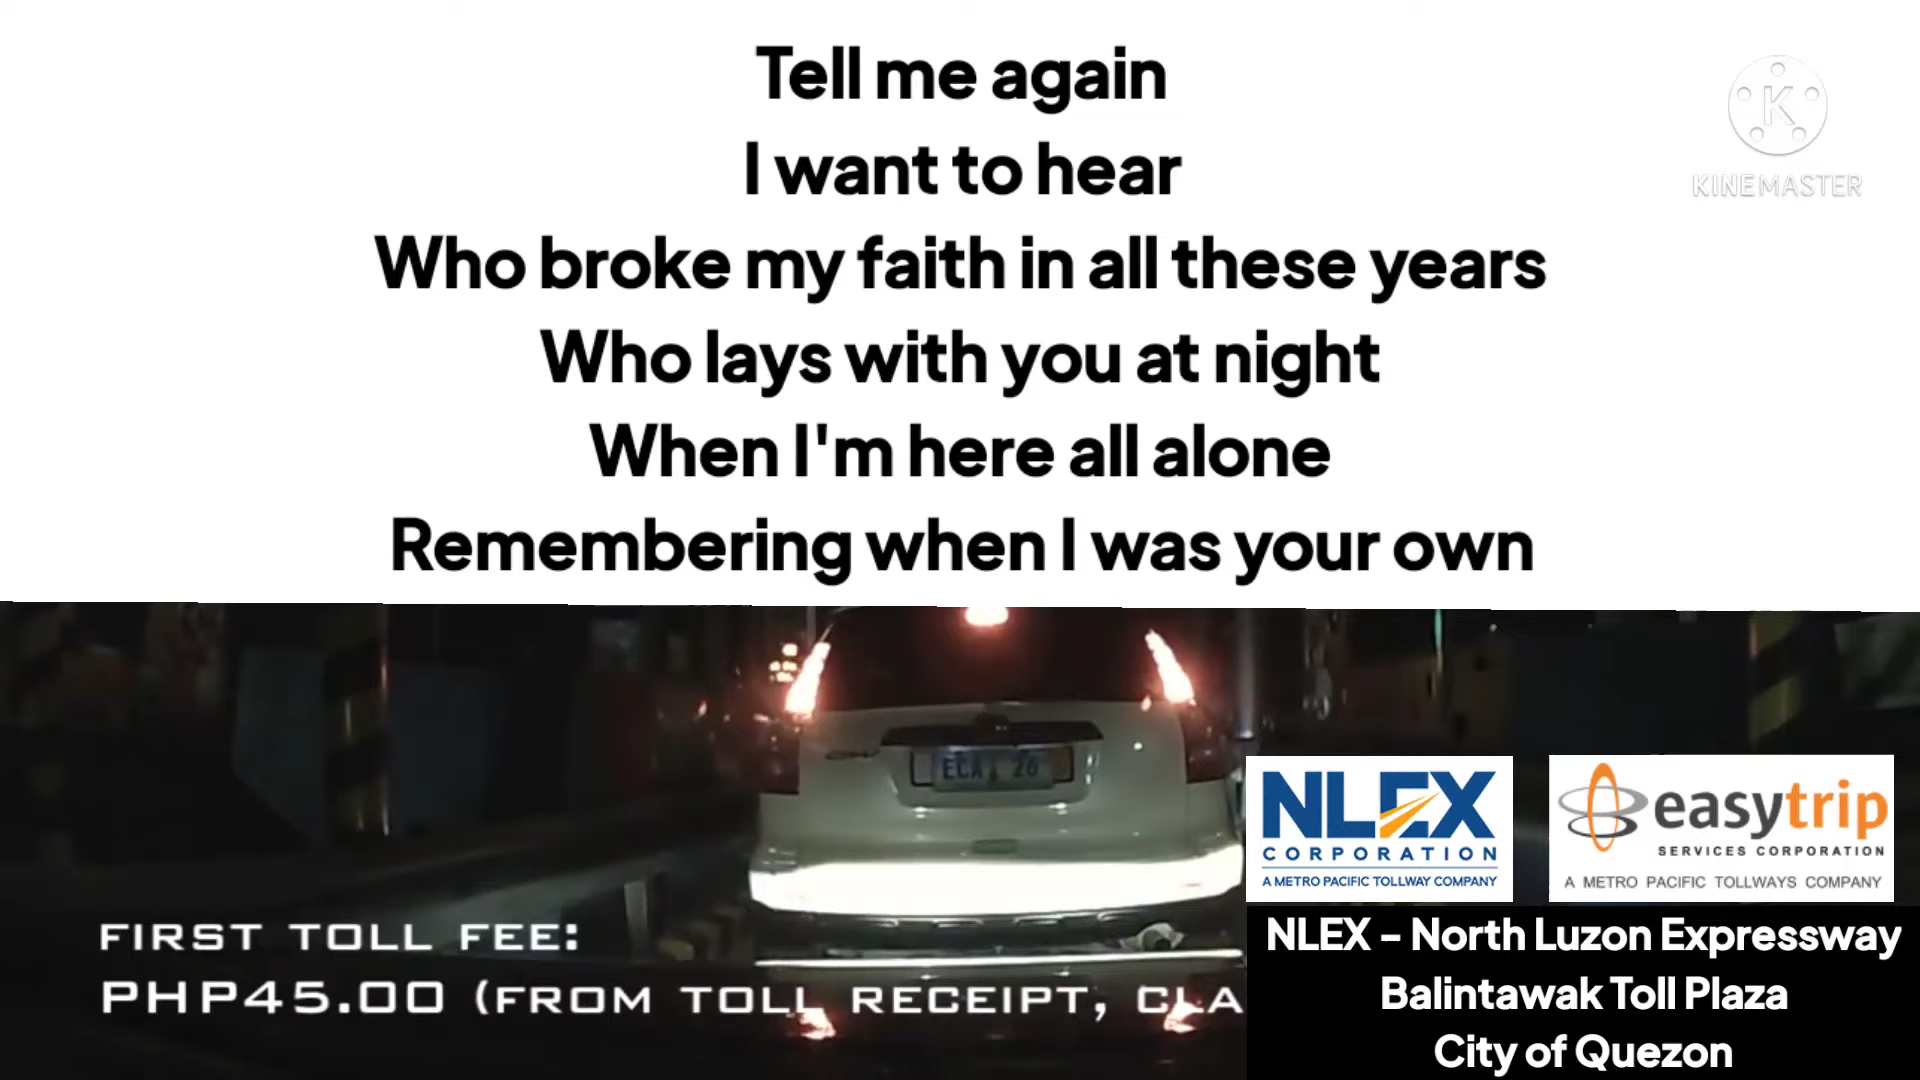 Tell me again
I want to hear
Who broke my faith in all these years
Who lays with you at night
When I'm here all alone
Remembering when I was your own
K
KINEMASTER
NLEX
CORPORATION
A METRO PACIFIC TOLLWAY COMPANY
easytrip
SERVICES CORPORATION
A METRO PACIFIC TOLLWAYS COMPANY
FIRST TOLL FEE:
PHP45.00 (FROM TOLL RECEIPT, CLA
NLEX – North Luzon Expressway
Balintawak Toll Plaza
City of Quezon